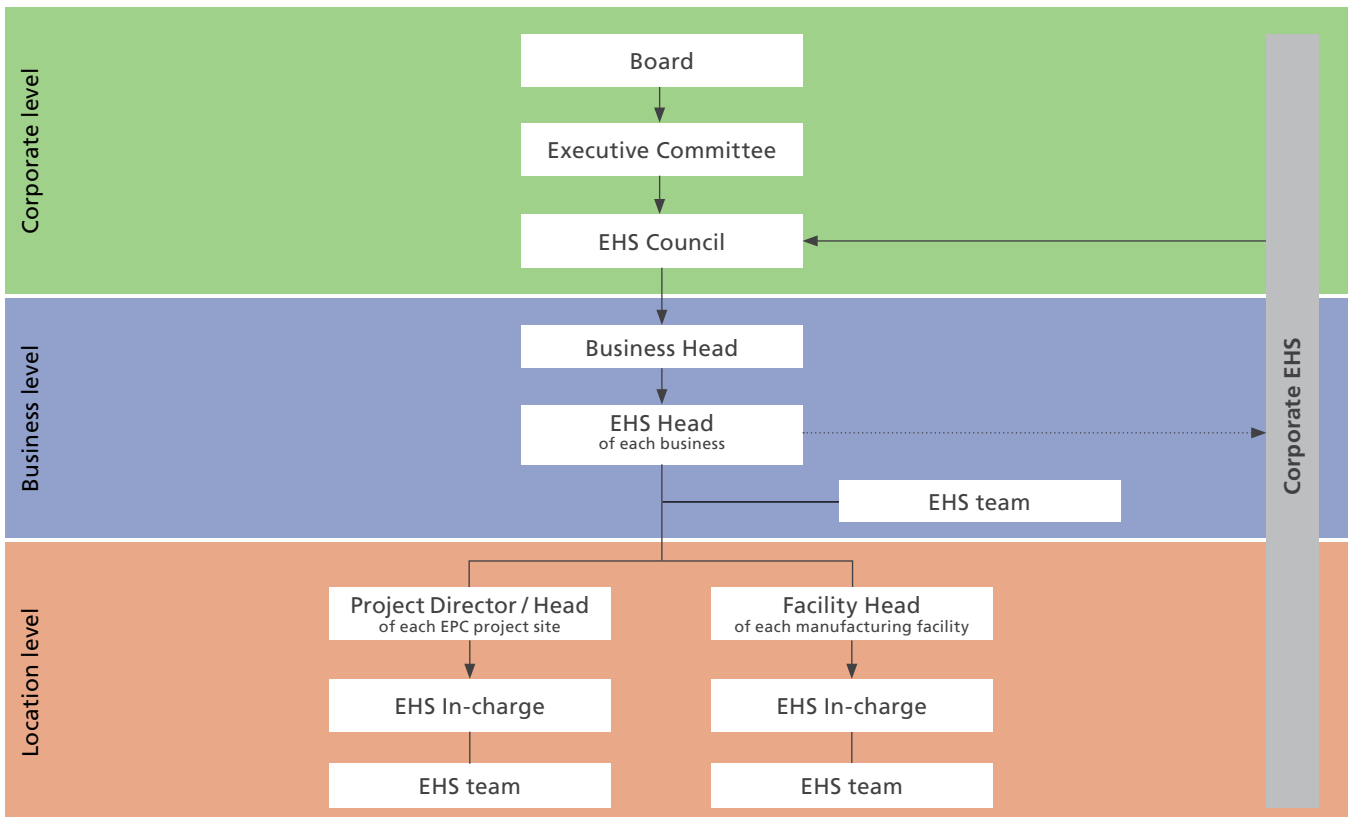 Corporate level
Board
Executive Committee
EHS Council
Business level
Business Head
EHS Head
of each business
EHS team
Corporate EHS
Location level
Project Director / Head
of each EPC project site
Facility Head
of each manufacturing facility
EHS In-charge
EHS In-charge
EHS team
EHS team